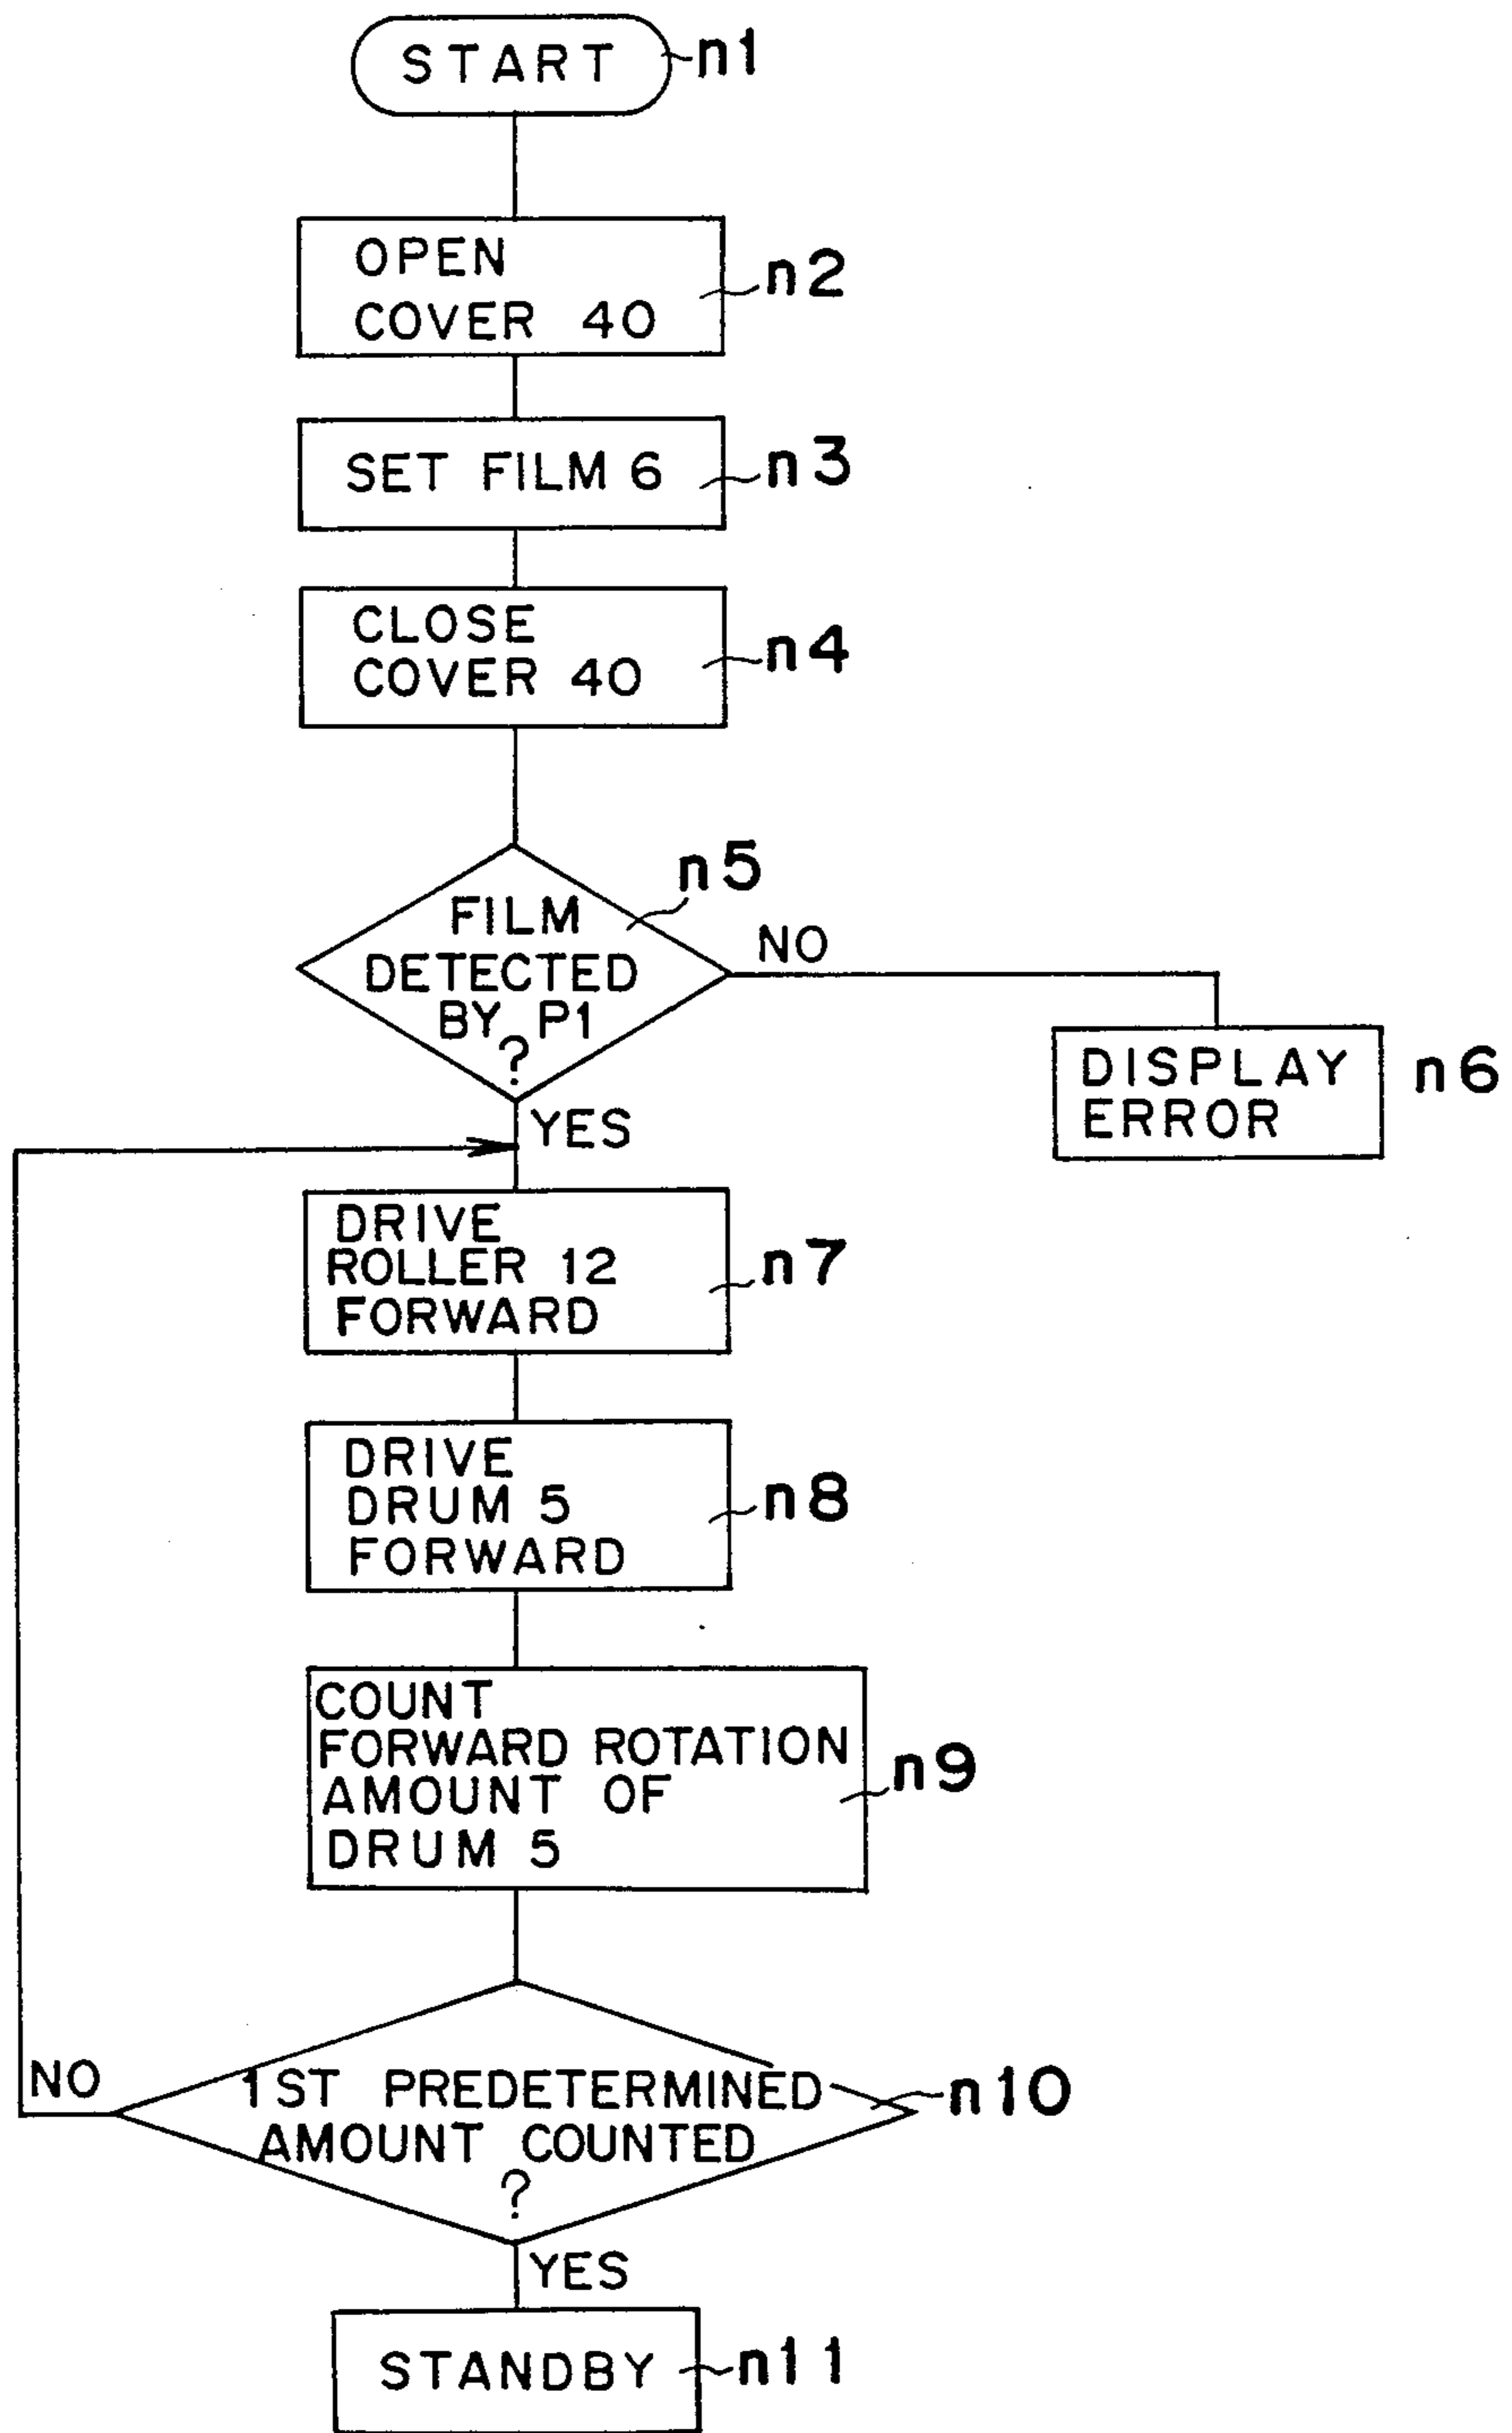 START
n1
OPEN
COVER 40
n2
SET FILM 6
n3
CLOSE
COVER 40
n4
n5
FILM
DETECTED
BY P1
?
NO
DISPLAY
ERROR
n6
YES
DRIVE
ROLLER 12
FORWARD
n7
DRIVE
DRUM 5
FORWARD
n8
COUNT
FORWARD ROTATION
AMOUNT OF
DRUM 5
n9
NO
1ST PREDETERMINED
AMOUNT COUNTED
?
n10
YES
STANDBY
n11